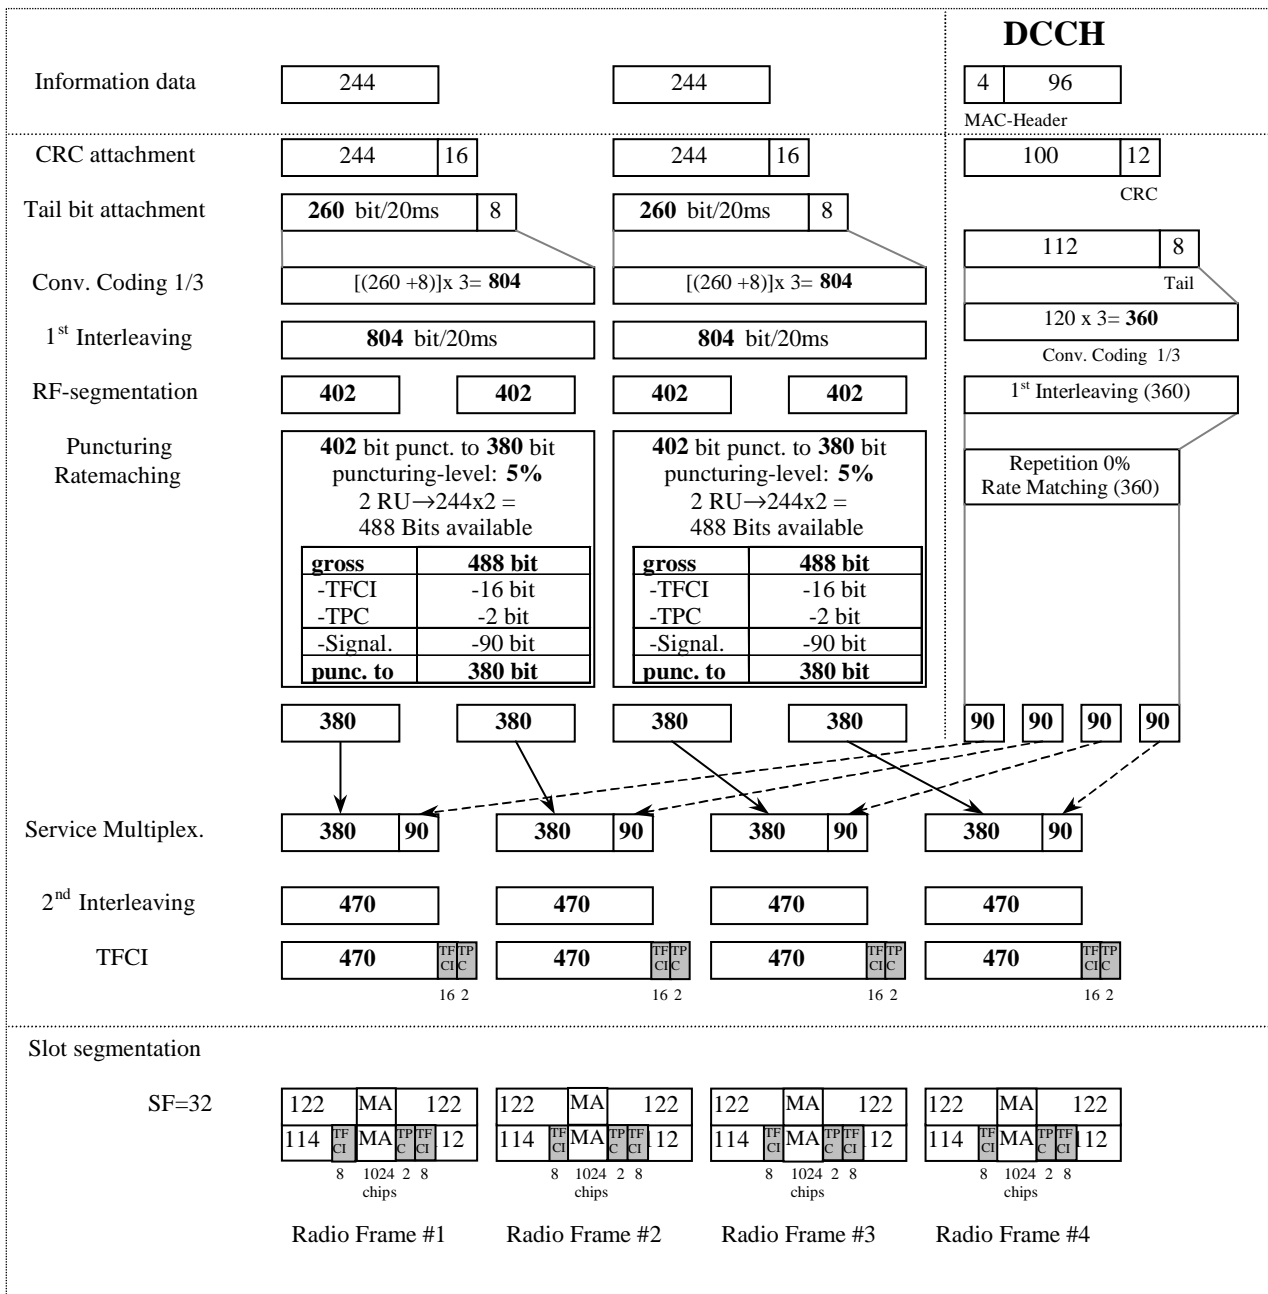 DCCH
Information data 244 244 4 96
MAC-Header
CRC attachment 244 16 244 16 100 12
CRC
Tail bit attachment 260 bit/20ms 8 260 bit/20ms 8
112 8
Tail
Conv. Coding 1/3 [(260 +8)]x 3= 804 [(260 +8)]x 3= 804
120 x 3= 360
Conv. Coding 1/3
1st Interleaving 804 bit/20ms 804 bit/20ms
RF-segmentation 402 402 402 402 1st Interleaving (360)
Puncturing
Ratemaching
402 bit punct. to 380 bit
puncturing-level: 5%
2 RU→244x2 =
488 Bits available
gross 488 bit
-TFCI -16 bit
-TPC -2 bit
-Signal. -90 bit
punc. to 380 bit
402 bit punct. to 380 bit
puncturing-level: 5%
2 RU→244x2 =
488 Bits available
gross 488 bit
-TFCI -16 bit
-TPC -2 bit
-Signal. -90 bit
punc. to 380 bit
Repetition 0%
Rate Matching (360)
380 380 380 380 90 90 90 90
Service Multiplex. 380 90 380 90 380 90 380 90
2nd Interleaving 470 470 470 470
TFCI 470 TFCI TPC 470 TFCI TPC 470 TFCI TPC 470 TFCI TPC
16 2 16 2 16 2 16 2
Slot segmentation
SF=32 122 MA 122 122 MA 122 122 MA 122 122 MA 122
114 TFCI MA TPC TFCI 112 114 TFCI MA TPC TFCI 112 114 TFCI MA TPC TFCI 112 114 TFCI MA TPC TFCI 112
8 1024 2 8 8 1024 2 8 8 1024 2 8 8 1024 2 8
chips chips chips chips
Radio Frame #1 Radio Frame #2 Radio Frame #3 Radio Frame #4